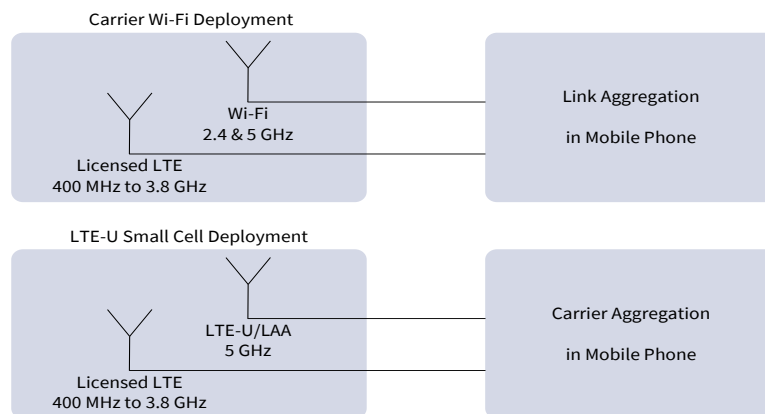 Carrier Wi-Fi Deployment
Wi-Fi
2.4 & 5 GHz
Licensed LTE
400 MHz to 3.8 GHz
Link Aggregation
in Mobile Phone
LTE-U Small Cell Deployment
LTE-U/LAA
5 GHz
Licensed LTE
400 MHz to 3.8 GHz
Carrier Aggregation
in Mobile Phone